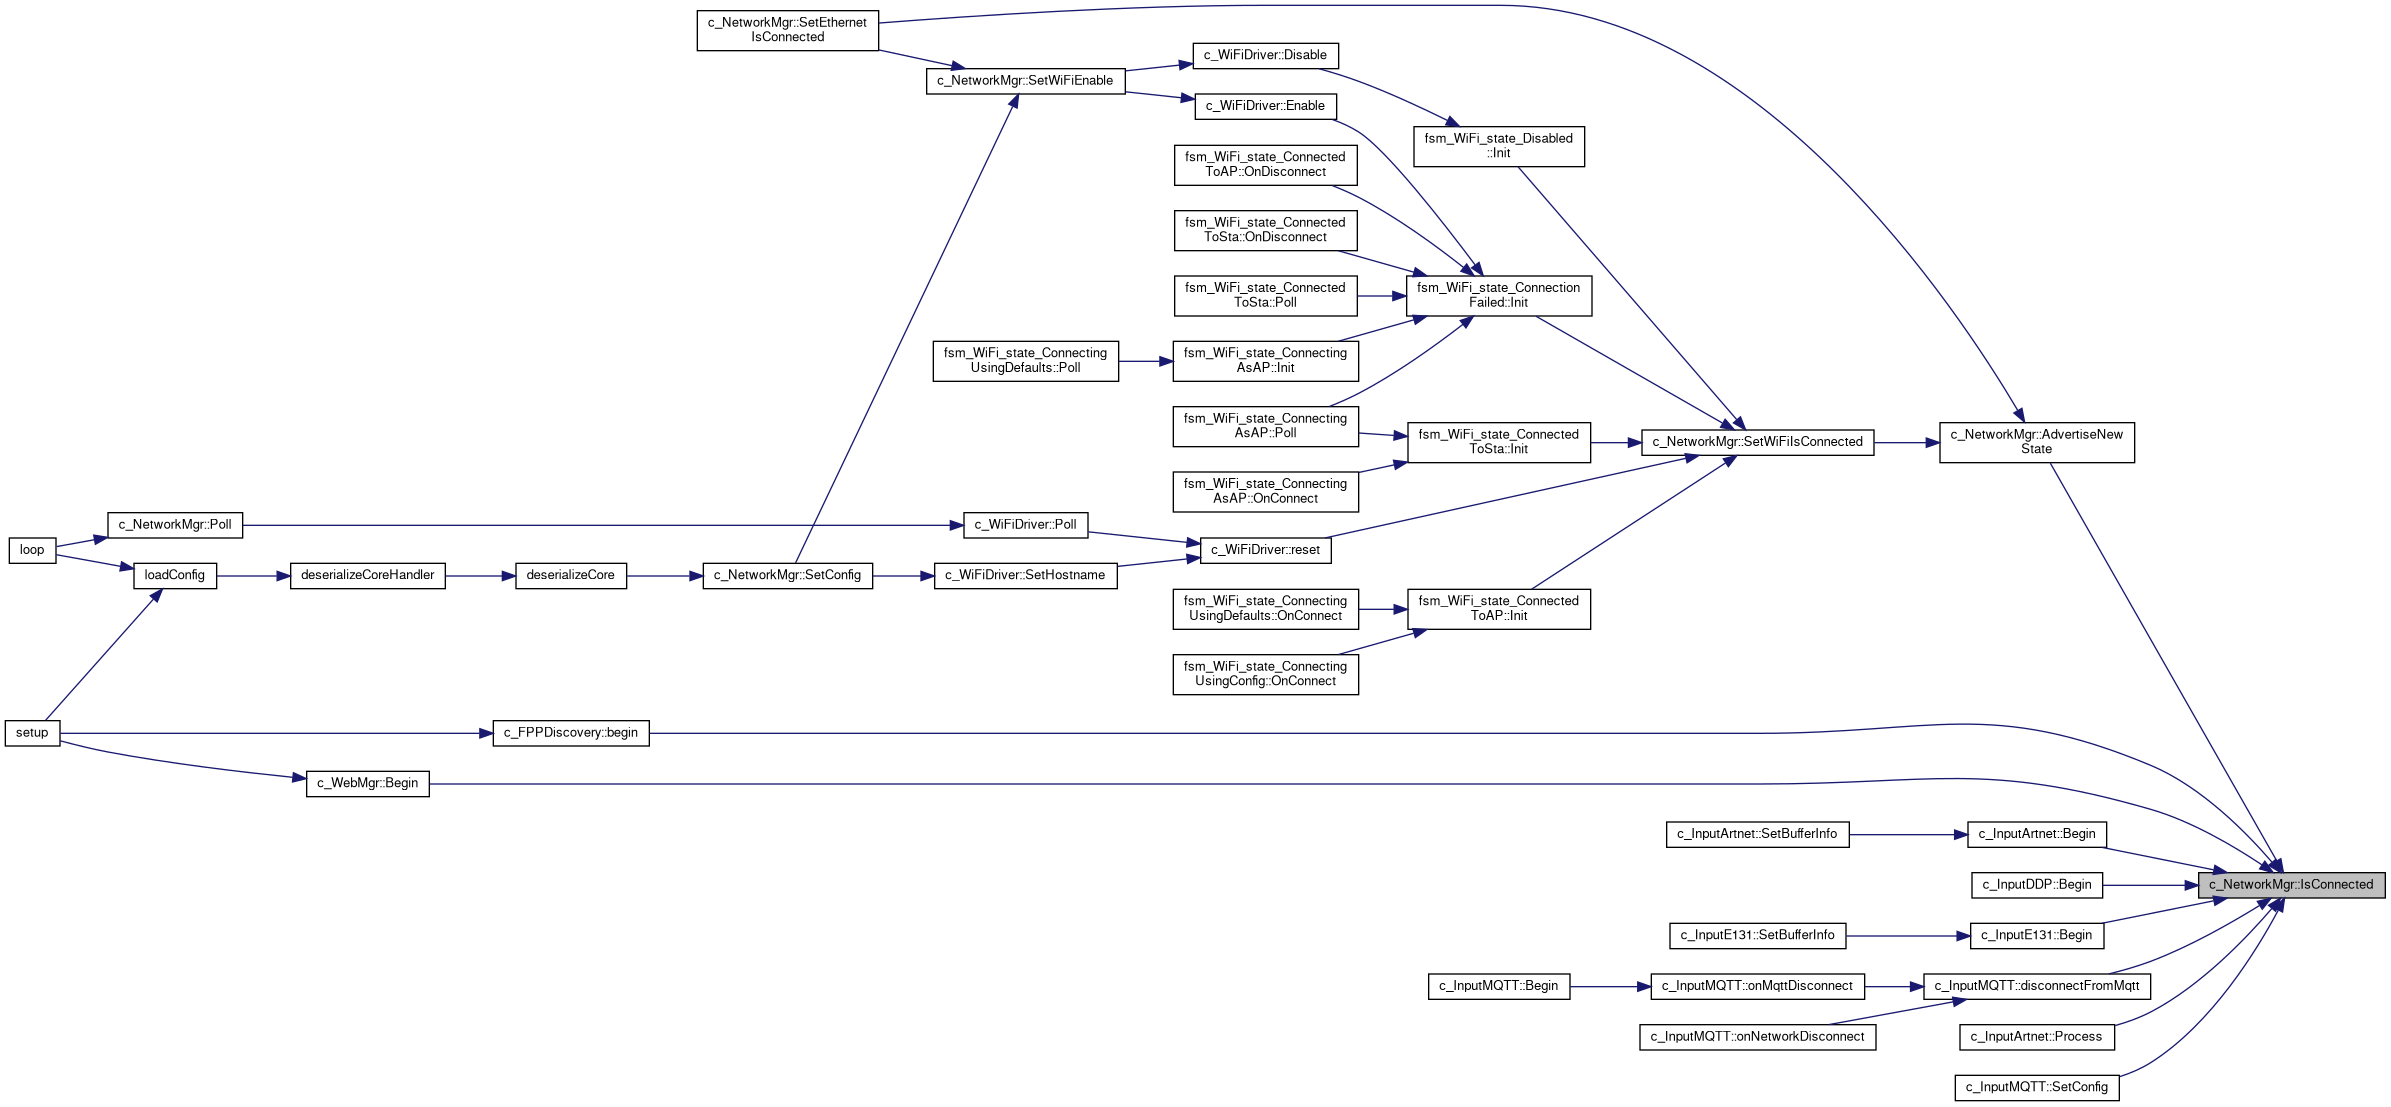 c_NetworkMgr::SetEthernet
IsConnected
c_WiFiDriver::Disable
c_NetworkMgr::SetWiFiEnable
c_WiFiDriver::Enable
fsm_WiFi_state_Disabled
::Init
fsm_WiFi_state_Connected
ToAP::OnDisconnect
fsm_WiFi_state_Connected
ToSta::OnDisconnect
fsm_WiFi_state_Connected
ToSta::Poll
fsm_WiFi_state_Connection
Failed::Init
fsm_WiFi_state_Connecting
UsingDefaults::Poll
fsm_WiFi_state_Connecting
AsAP::Init
fsm_WiFi_state_Connecting
AsAP::Poll
fsm_WiFi_state_Connected
ToSta::Init
c_NetworkMgr::SetWiFiIsConnected
c_NetworkMgr::AdvertiseNew
State
fsm_WiFi_state_Connecting
AsAP::OnConnect
c_NetworkMgr::Poll
c_WiFiDriver::Poll
loop
c_WiFiDriver::reset
loadConfig
deserializeCoreHandler
deserializeCore
c_NetworkMgr::SetConfig
c_WiFiDriver::SetHostname
fsm_WiFi_state_Connecting
UsingDefaults::OnConnect
fsm_WiFi_state_Connected
ToAP::Init
fsm_WiFi_state_Connecting
UsingConfig::OnConnect
setup
c_FPPDiscovery::begin
c_WebMgr::Begin
c_InputArtnet::SetBufferInfo
c_InputArtnet::Begin
c_InputDDP::Begin
c_NetworkMgr::IsConnected
c_InputE131::SetBufferInfo
c_InputE131::Begin
c_InputMQTT::Begin
c_InputMQTT::onMqttDisconnect
c_InputMQTT::disconnectFromMqtt
c_InputMQTT::onNetworkDisconnect
c_InputArtnet::Process
c_InputMQTT::SetConfig